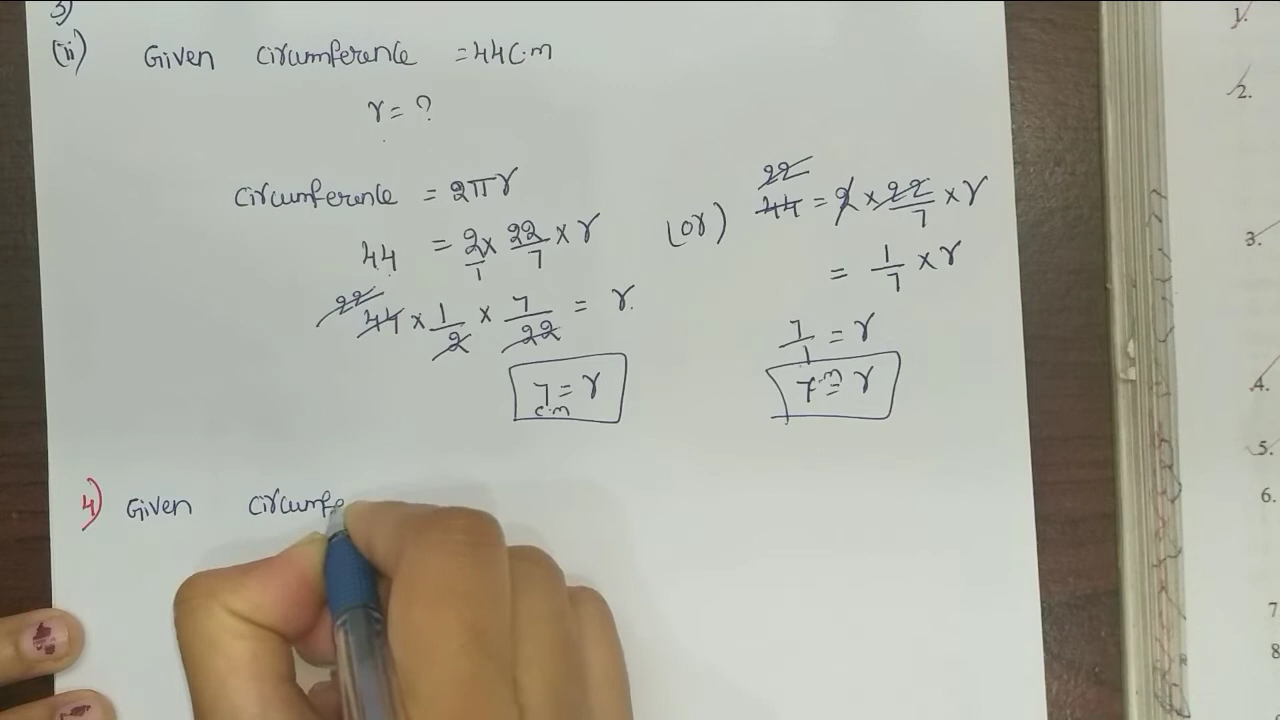 3)
(ii) Given circumference = 44 c.m
r = ?
circumference = 2πr
44 = 2/1 × 22/7 × r
22
44 × 1/2 × 7/22 = r
7 = r
c.m
(or)
22
44 = 2 × 22/7 × r
= 1/7 × r
7/1 = r
7 c.m = r
4) Given circumfe
1.
2.
3.
4.
5.
6.
7
8